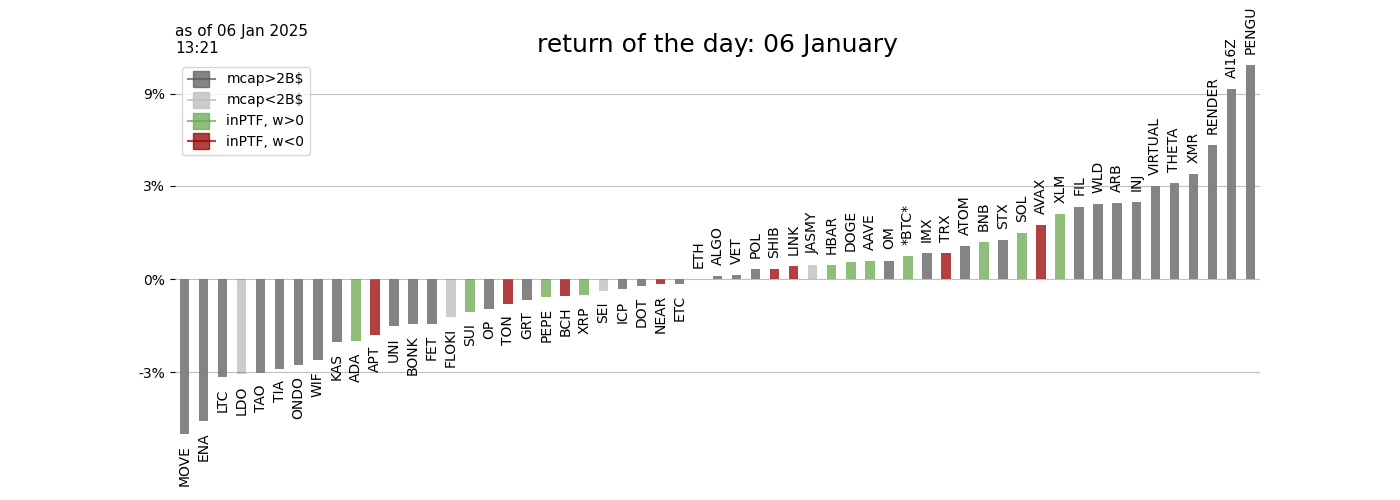 as of 06 Jan 2025
13:21
return of the day: 06 January
mcap>2B$
mcap<2B$
inPTF, w>0
inPTF, w<0
9%
3%
0%
-3%
MOVE
ENA
LTC
LDO
TAO
TIA
ONDO
WIF
KAS
ADA
APT
UNI
BONK
FET
FLOKI
SUI
OP
TON
GRT
PEPE
BCH
XRP
SEI
ICP
DOT
NEAR
ETC
ETH
ALGO
VET
POL
SHIB
LINK
JASMY
HBAR
DOGE
AAVE
OM
*BTC*
IMX
TRX
ATOM
BNB
STX
SOL
AVAX
XLM
FIL
WLD
ARB
INJ
VIRTUAL
THETA
XMR
RENDER
AI16Z
PENGU